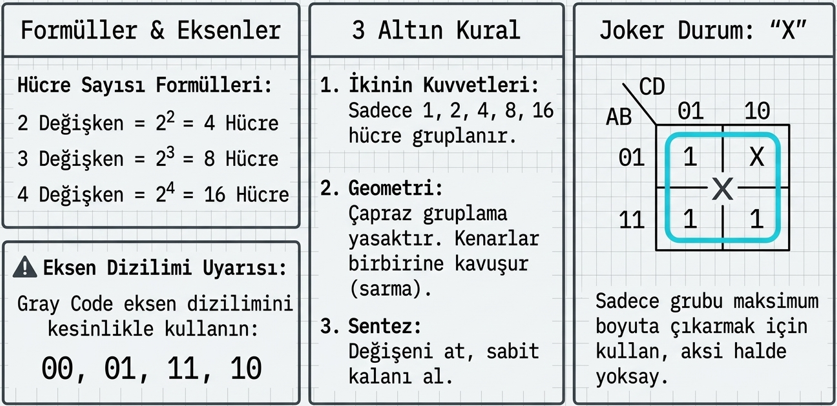 Formüller & Eksenler
Hücre Sayısı Formülleri:
2 Değişken = 2² = 4 Hücre
3 Değişken = 2³ = 8 Hücre
4 Değişken = 2⁴ = 16 Hücre
Eksen Dizilimi Uyarısı:
Gray Code eksen dizilimini
kesinlikle kullanın:
00, 01, 11, 10
3 Altın Kural
1. İkinin Kuvvetleri:
Sadece 1, 2, 4, 8, 16
hücre gruplanır.
2. Geometri:
Çapraz gruplama
yasaktır. Kenarlar
birbirine kavuşur
(sarma).
3. Sentez:
Değişeni at, sabit
kalanı al.
Joker Durum: “X”
CD
AB 01 10
01 1 X
X
11 1 1
Sadece grubu maksimum
boyuta çıkarmak için
kullan, aksi halde
yoksay.